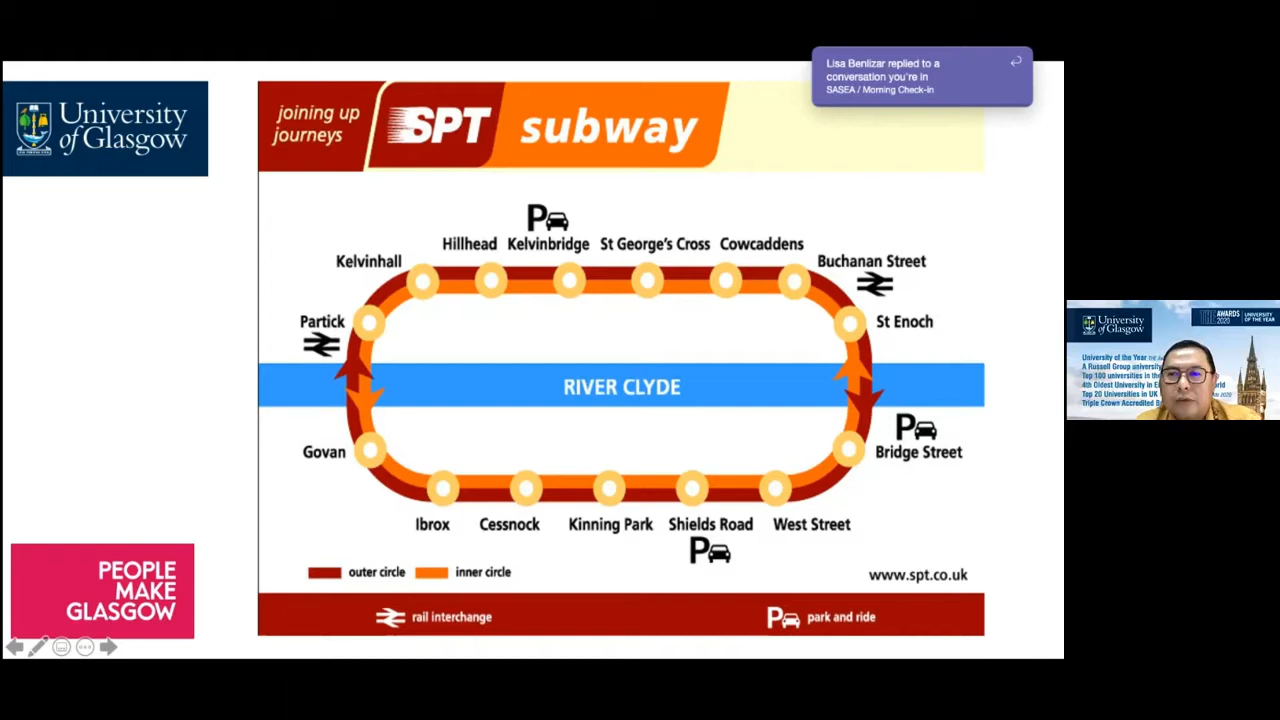 Lisa Benlizar replied to a
conversation you're in
SASEA / Morning Check-in
University
of Glasgow
joining up
journeys
SPT
subway
Hillhead
Kelvinbridge
St George's Cross
Cowcaddens
Kelvinhall
Buchanan Street
Partick
St Enoch
RIVER CLYDE
Govan
Bridge Street
Ibrox
Cessnock
Kinning Park
Shields Road
West Street
outer circle
inner circle
www.spt.co.uk
rail interchange
park and ride
PEOPLE
MAKE
GLASGOW
University
of Glasgow
THE AWARDS
2020
UNIVERSITY
OF THE YEAR
University of the Year
A Russell Group university
Top 100 universities in the
4th Oldest University in
Top 20 Universities in UK
Triple Crown Accredited